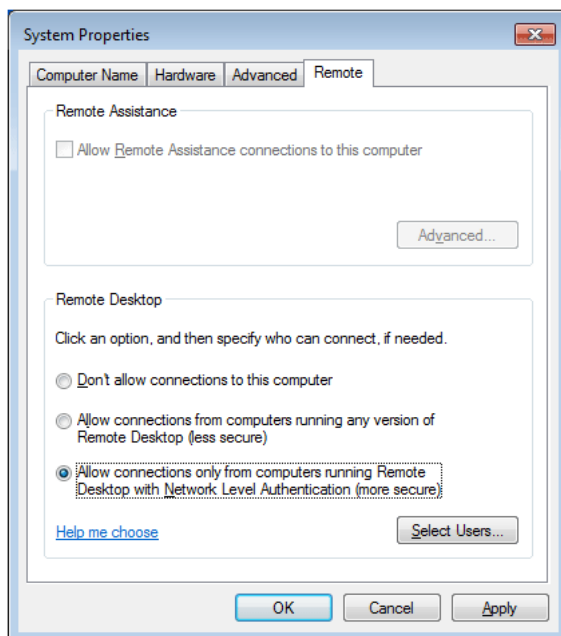 System Properties
Computer Name
Hardware
Advanced
Remote
Remote Assistance
Allow Remote Assistance connections to this computer
Advanced...
Remote Desktop
Click an option, and then specify who can connect, if needed.
Don't allow connections to this computer
Allow connections from computers running any version of
Remote Desktop (less secure)
Allow connections only from computers running Remote
Desktop with Network Level Authentication (more secure)
Help me choose
Select Users...
OK
Cancel
Apply